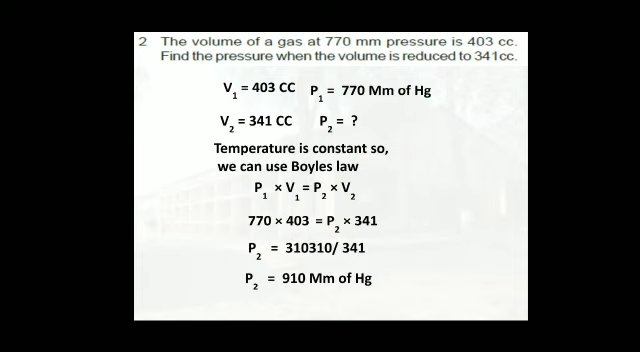 2 The volume of a gas at 770 mm pressure is 403 cc.
Find the pressure when the volume is reduced to 341cc.
V₁ = 403 CC P₁ = 770 Mm of Hg
V₂ = 341 CC P₂ = ?
Temperature is constant so,
we can use Boyles law
P₁ × V₁ = P₂ × V₂
770 × 403 = P₂ × 341
P₂ = 310310/ 341
P₂ = 910 Mm of Hg